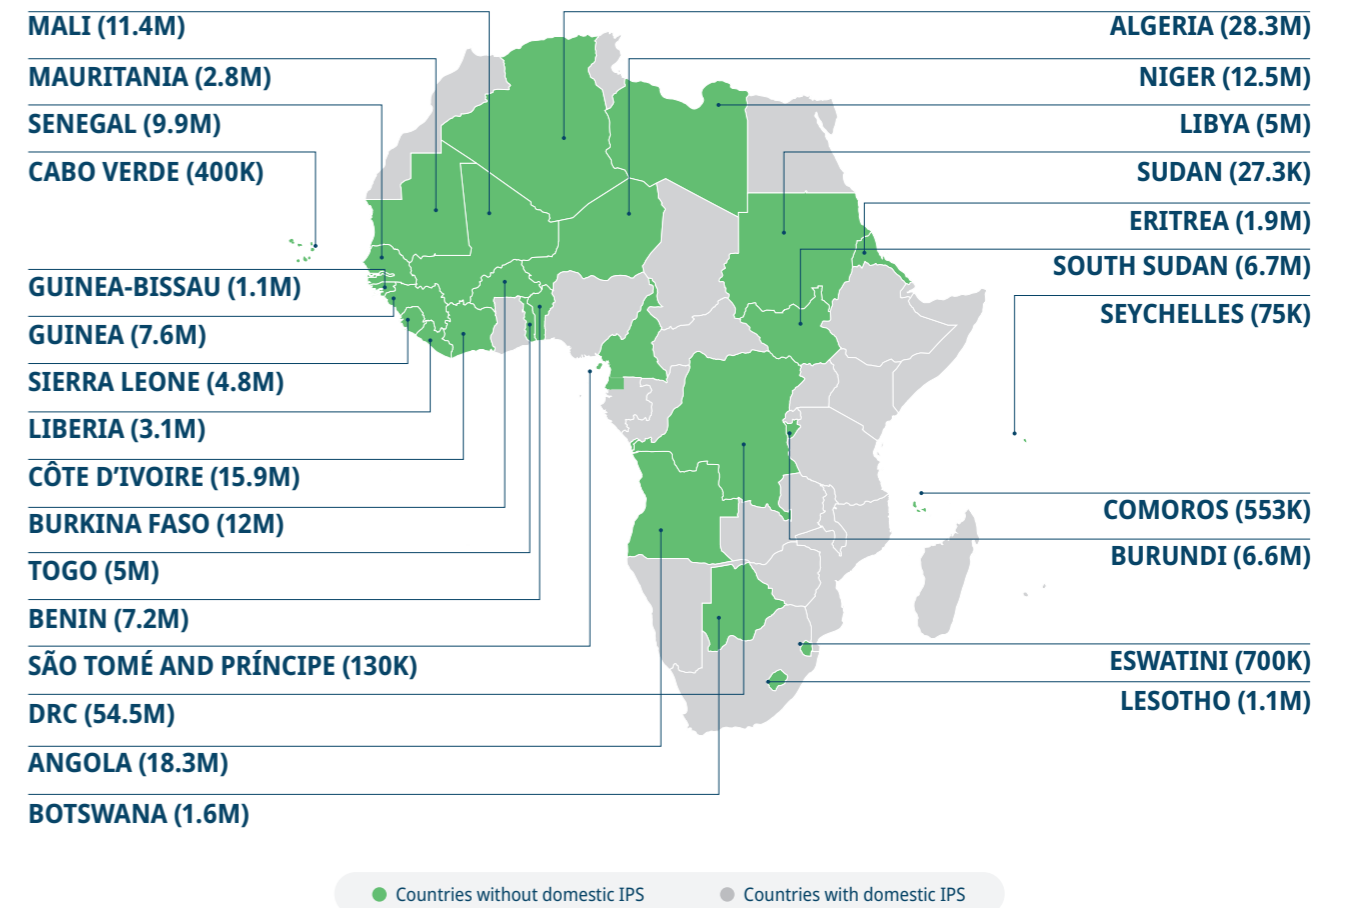 MALI (11.4M)
MAURITANIA (2.8M)
SENEGAL (9.9M)
CABO VERDE (400K)
GUINEA-BISSAU (1.1M)
GUINEA (7.6M)
SIERRA LEONE (4.8M)
LIBERIA (3.1M)
CÔTE D’IVOIRE (15.9M)
BURKINA FASO (12M)
TOGO (5M)
BENIN (7.2M)
SÃO TOMÉ AND PRÍNCIPE (130K)
DRC (54.5M)
ANGOLA (18.3M)
BOTSWANA (1.6M)
ALGERIA (28.3M)
NIGER (12.5M)
LIBYA (5M)
SUDAN (27.3K)
ERITREA (1.9M)
SOUTH SUDAN (6.7M)
SEYCHELLES (75K)
COMOROS (553K)
BURUNDI (6.6M)
ESWATINI (700K)
LESOTHO (1.1M)
Countries without domestic IPS
Countries with domestic IPS